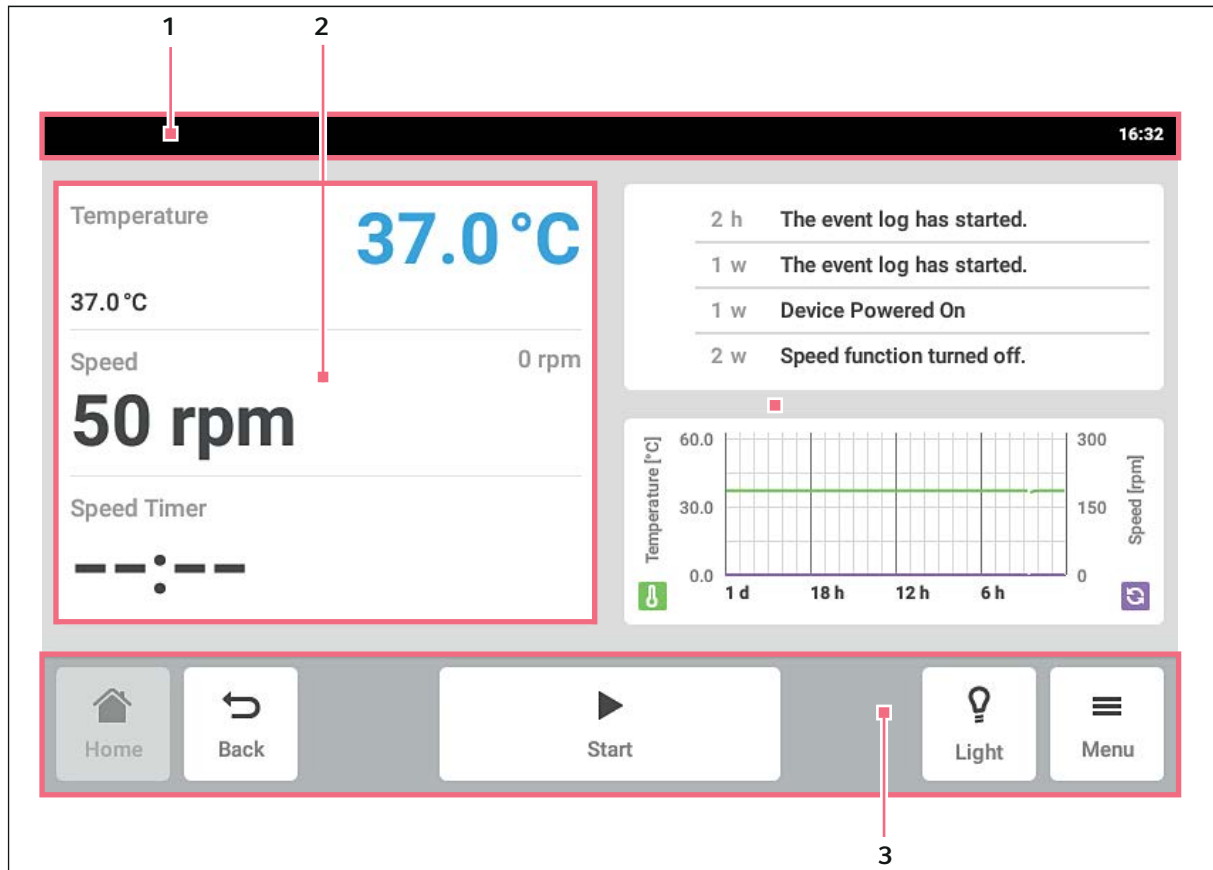 1 2
16:32
Temperature
37.0 °C
37.0 °C
Speed
0 rpm
50 rpm
Speed Timer
--:--
2 h The event log has started.
1 w The event log has started.
1 w Device Powered On
2 w Speed function turned off.
Temperature [°C]
60.0
30.0
0.0
300
150
0
Speed [rpm]
1 d 18 h 12 h 6 h
Home
Back
Start
Light
Menu
3